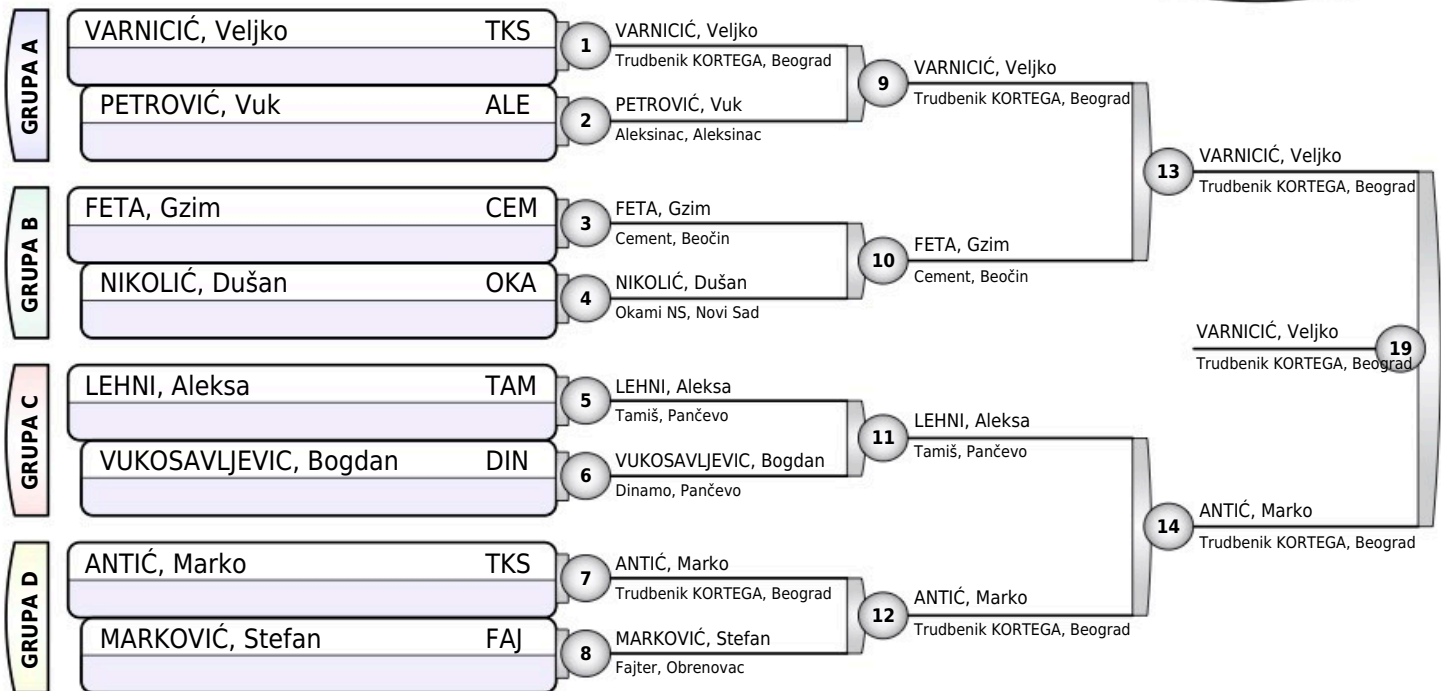 GRUPA A
VARNICIĆ, Veljko TKS
PETROVIĆ, Vuk ALE
GRUPA B
FETA, Gzim CEM
NIKOLIĆ, Dušan OKA
GRUPA C
LEHNI, Aleksa TAM
VUKOSAVLJEVIC, Bogdan DIN
GRUPA D
ANTIĆ, Marko TKS
MARKOVIĆ, Stefan FAJ
1
VARNICIĆ, Veljko
Trudbenik KORTEGA, Beograd
2
PETROVIĆ, Vuk
Aleksinac, Aleksinac
3
FETA, Gzim
Cement, Beočin
4
NIKOLIĆ, Dušan
Okami NS, Novi Sad
5
LEHNI, Aleksa
Tamiš, Pančevo
6
VUKOSAVLJEVIC, Bogdan
Dinamo, Pančevo
7
ANTIĆ, Marko
Trudbenik KORTEGA, Beograd
8
MARKOVIĆ, Stefan
Fajter, Obrenovac
9
VARNICIĆ, Veljko
Trudbenik KORTEGA, Beograd
10
FETA, Gzim
Cement, Beočin
11
LEHNI, Aleksa
Tamiš, Pančevo
12
ANTIĆ, Marko
Trudbenik KORTEGA, Beograd
13
VARNICIĆ, Veljko
Trudbenik KORTEGA, Beograd
14
ANTIĆ, Marko
Trudbenik KORTEGA, Beograd
VARNICIĆ, Veljko
Trudbenik KORTEGA, Beograd
19